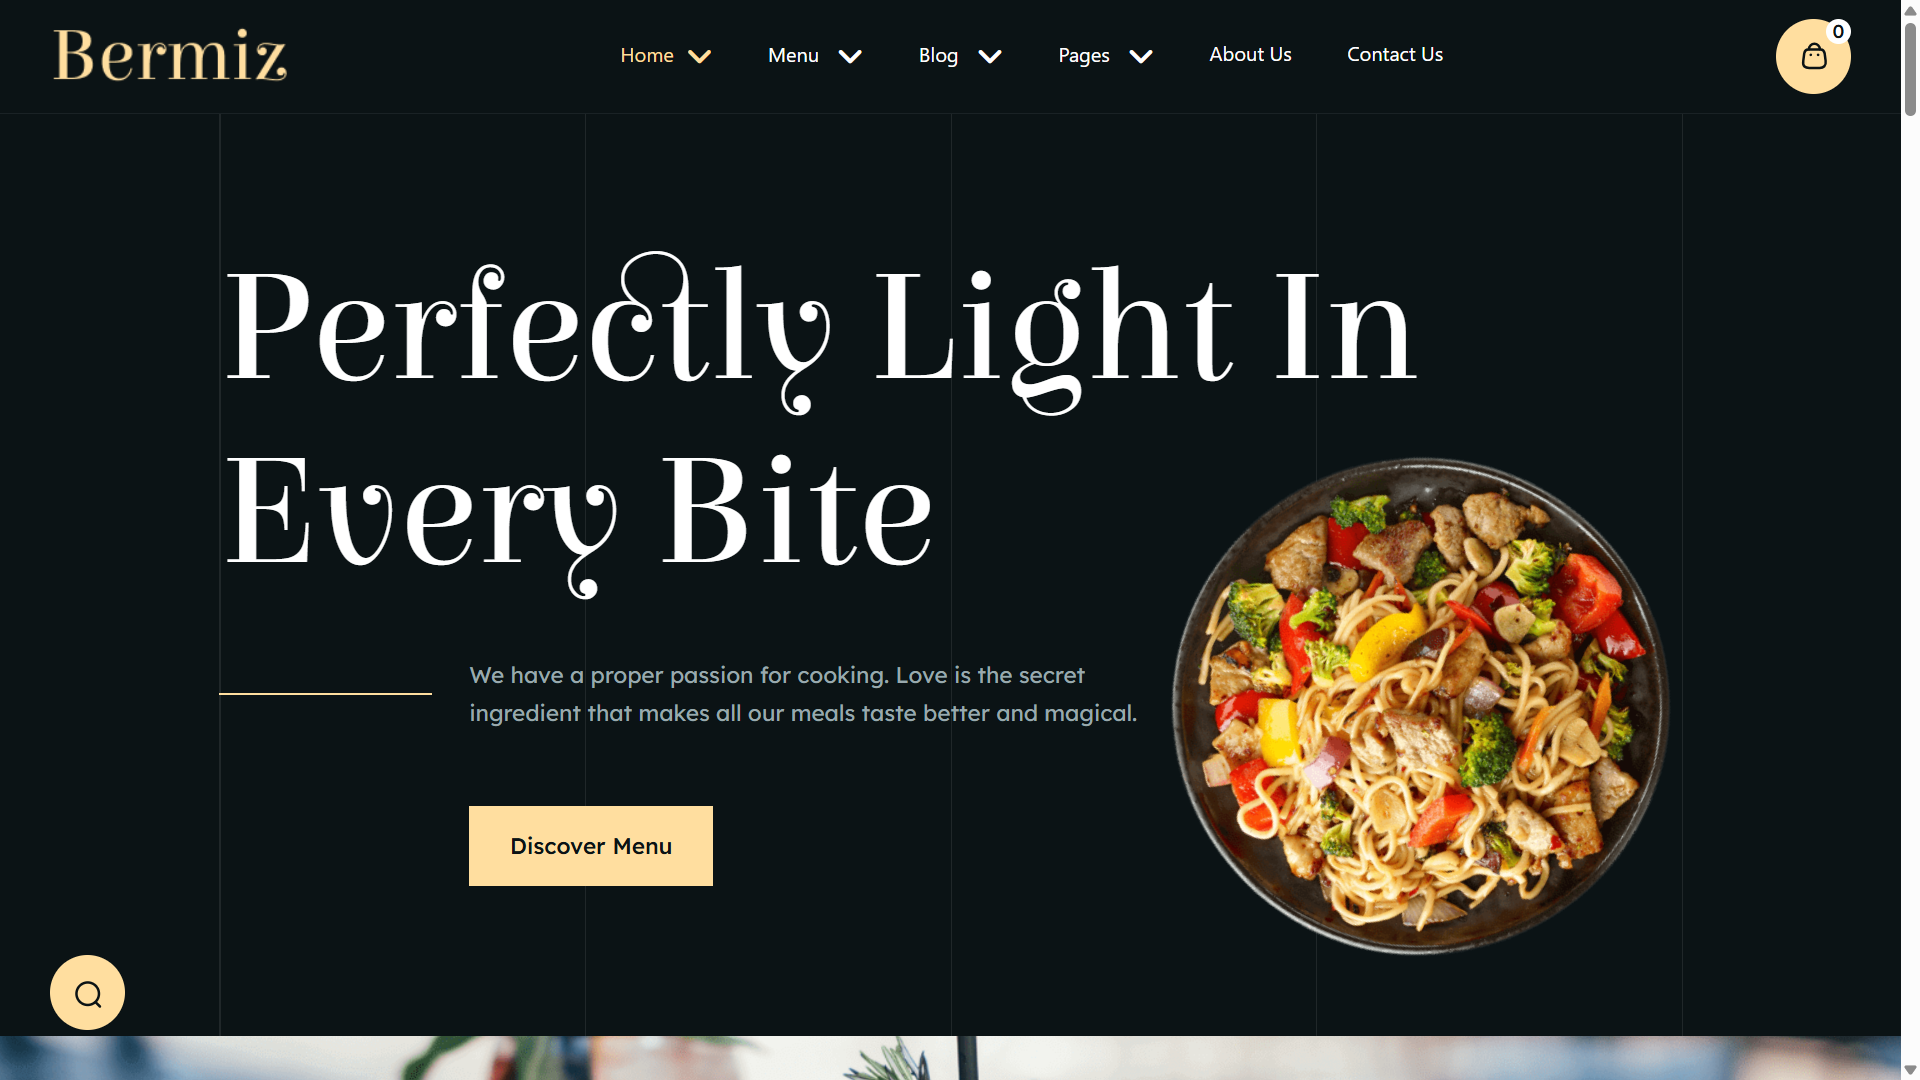 Bermiz
Home
Menu
Blog
Pages
About Us
Contact Us
0
Perfectly Light In
Every Bite
We have a proper passion for cooking. Love is the secret
ingredient that makes all our meals taste better and magical.
Discover Menu